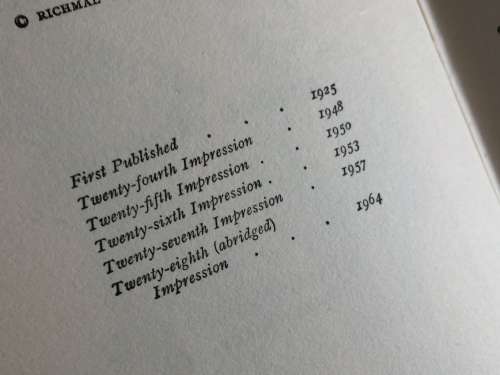 © RICHMAL
First Published . . . 1925
Twenty-fourth Impression . 1948
Twenty-fifth Impression . . 1950
Twenty-sixth Impression . . 1953
Twenty-seventh Impression . 1957
Twenty-eighth (abridged)
Impression . . . 1964